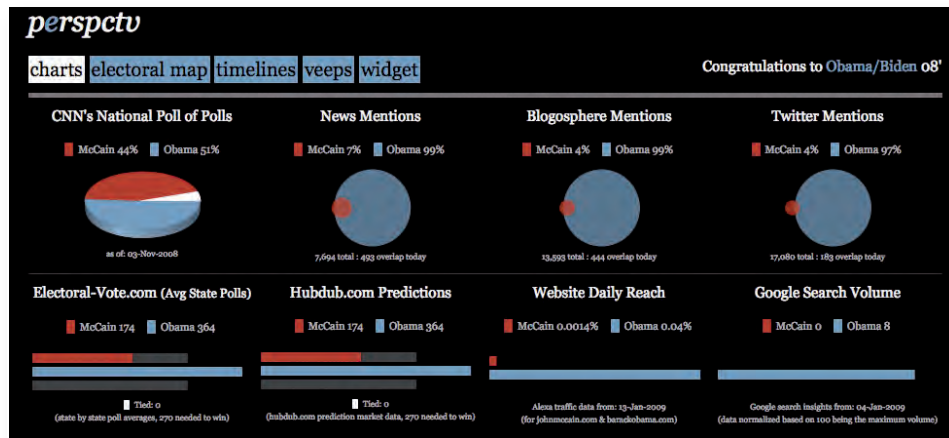 perspctv
charts electoral map timelines veeps widget
Congratulations to Obama/Biden 08'
CNN's National Poll of Polls
McCain 44% Obama 51%
as of: 03-Nov-2008
News Mentions
McCain 7% Obama 99%
7,694 total : 493 overlap today
Blogosphere Mentions
McCain 4% Obama 99%
13,593 total : 444 overlap today
Twitter Mentions
McCain 4% Obama 97%
17,080 total : 183 overlap today
Electoral-Vote.com (Avg State Polls)
McCain 174 Obama 364
Tied: 0
(state by state poll averages, 270 needed to win)
Hubdub.com Predictions
McCain 174 Obama 364
Tied: 0
(hubdub.com prediction market data, 270 needed to win)
Website Daily Reach
McCain 0.0014% Obama 0.04%
Alexa traffic data from: 13-Jan-2009
(for johnmccain.com & barackobama.com)
Google Search Volume
McCain 0 Obama 8
Google search insights from: 04-Jan-2009
(data normalized based on 100 being the maximum volume)